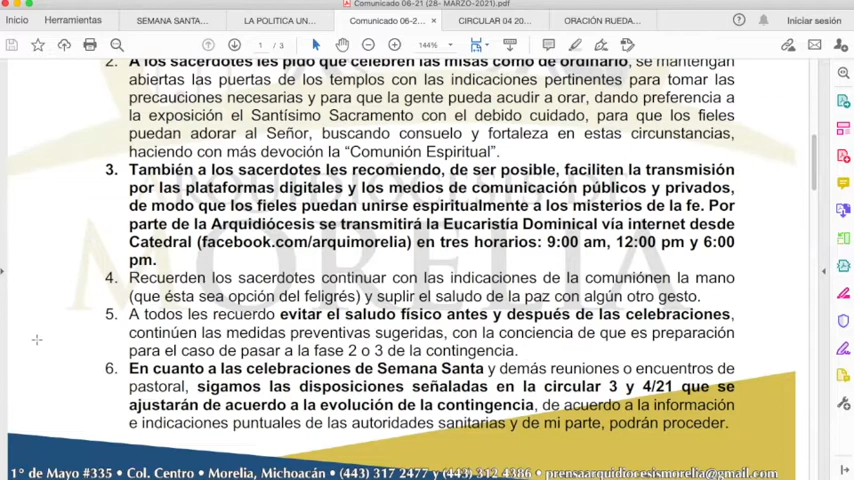 Comunicado 06-21 (28- MARZO-2021).pdf
Inicio Herramientas SEMANA SANTA... LA POLITICA UN... Comunicado 06-2... × CIRCULAR 04 20... ORACIÓN RUEDA... Iniciar sesión
1 / 3 144%
2. A los sacerdotes les pido que celebren las misas como de ordinario, se mantengan
abiertas las puertas de los templos con las indicaciones pertinentes para tomar las
precauciones necesarias y para que la gente pueda acudir a orar, dando preferencia a
la exposición el Santísimo Sacramento con el debido cuidado, para que los fieles
puedan adorar al Señor, buscando consuelo y fortaleza en estas circunstancias,
haciendo con más devoción la “Comunión Espiritual”.
3. También a los sacerdotes les recomiendo, de ser posible, faciliten la transmisión
por las plataformas digitales y los medios de comunicación públicos y privados,
de modo que los fieles puedan unirse espiritualmente a los misterios de la fe. Por
parte de la Arquidiócesis se transmitirá la Eucaristía Dominical vía internet desde
Catedral (facebook.com/arquimorelia) en tres horarios: 9:00 am, 12:00 pm y 6:00
pm.
MORELIA
4. Recuerden los sacerdotes continuar con las indicaciones de la comuniónen la mano
(que ésta sea opción del feligrés) y suplir el saludo de la paz con algún otro gesto.
5. A todos les recuerdo evitar el saludo físico antes y después de las celebraciones,
continúen las medidas preventivas sugeridas, con la conciencia de que es preparación
para el caso de pasar a la fase 2 o 3 de la contingencia.
6. En cuanto a las celebraciones de Semana Santa y demás reuniones o encuentros de
pastoral, sigamos las disposiciones señaladas en la circular 3 y 4/21 que se
ajustarán de acuerdo a la evolución de la contingencia, de acuerdo a la información
e indicaciones puntuales de las autoridades sanitarias y de mi parte, podrán proceder.
1° de Mayo #335 • Col. Centro • Morelia, Michoacán • (443) 317 2477 y (443) 312 4386 • prensaarquidiocesismorelia@gmail.com